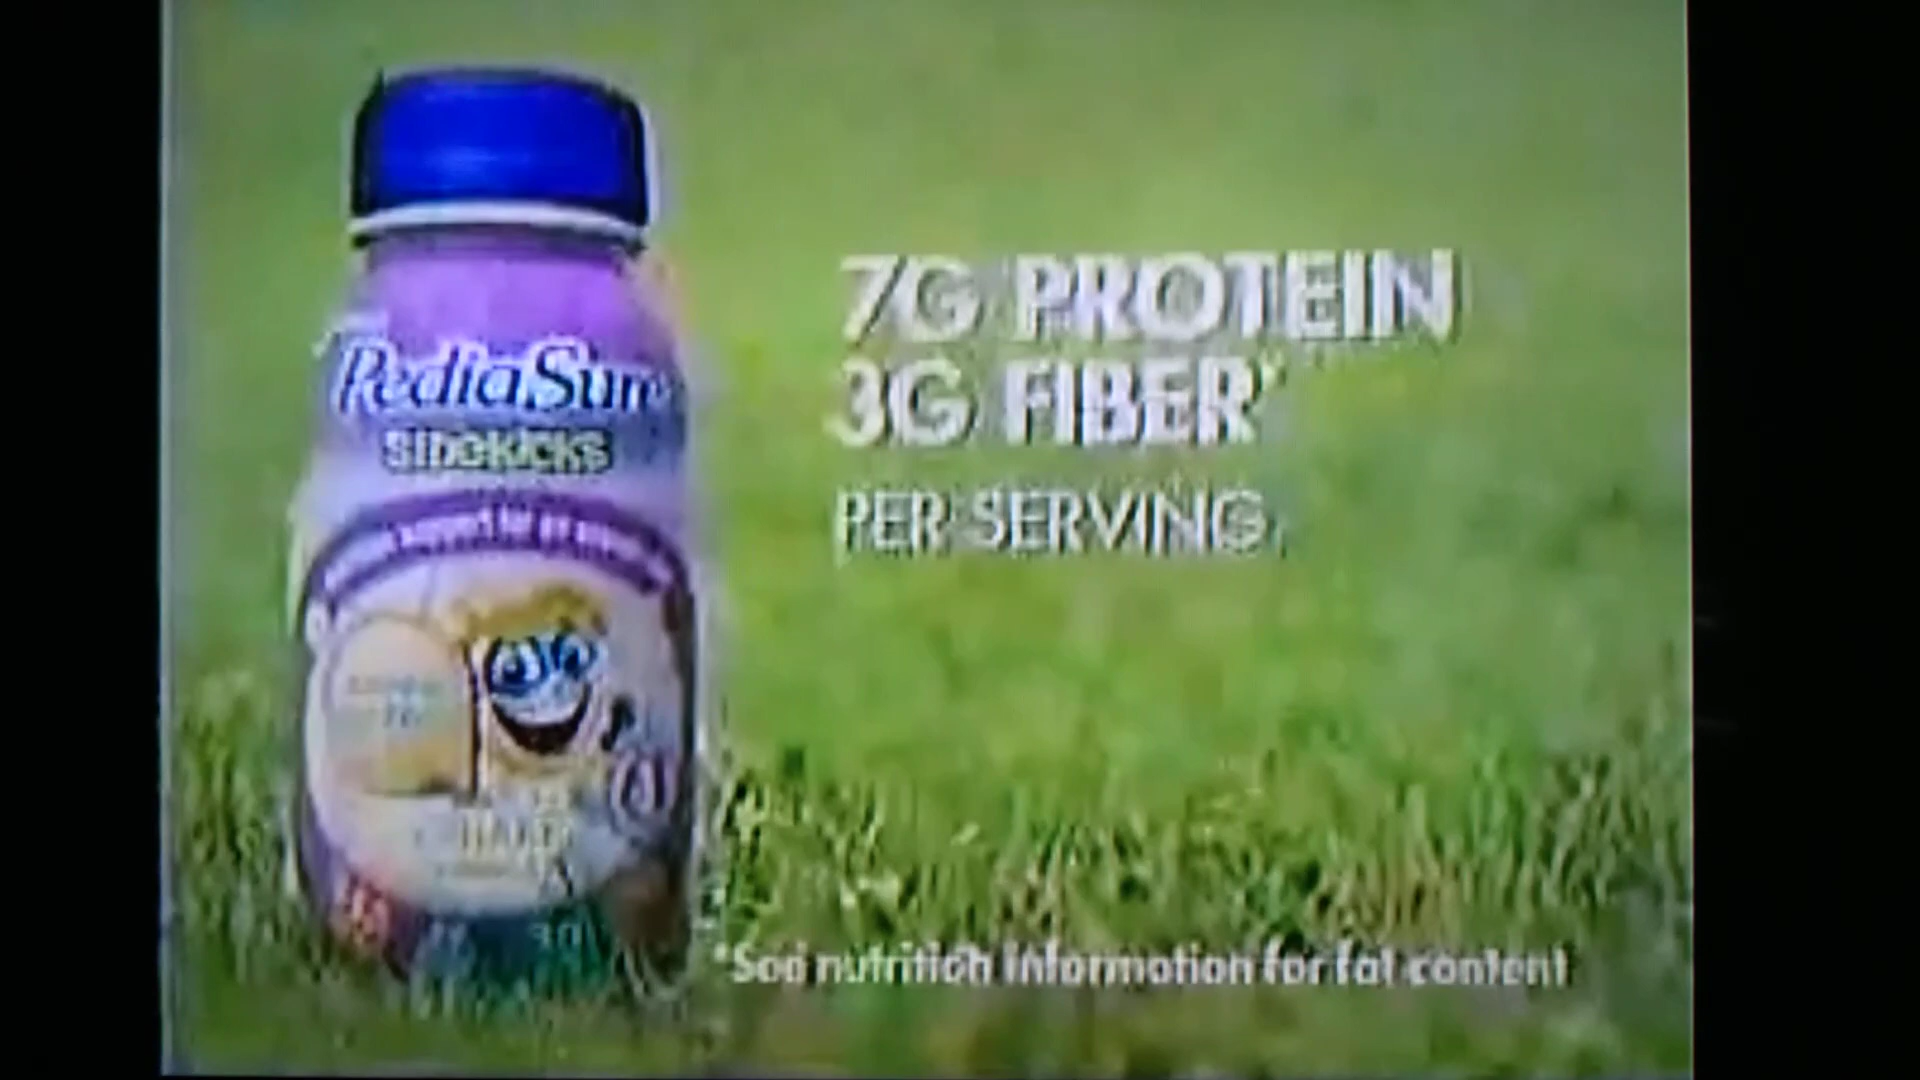 PediaSure
SIDEKICKS
7G PROTEIN
3G FIBER*
PER SERVING.
*See nutrition information for fat content